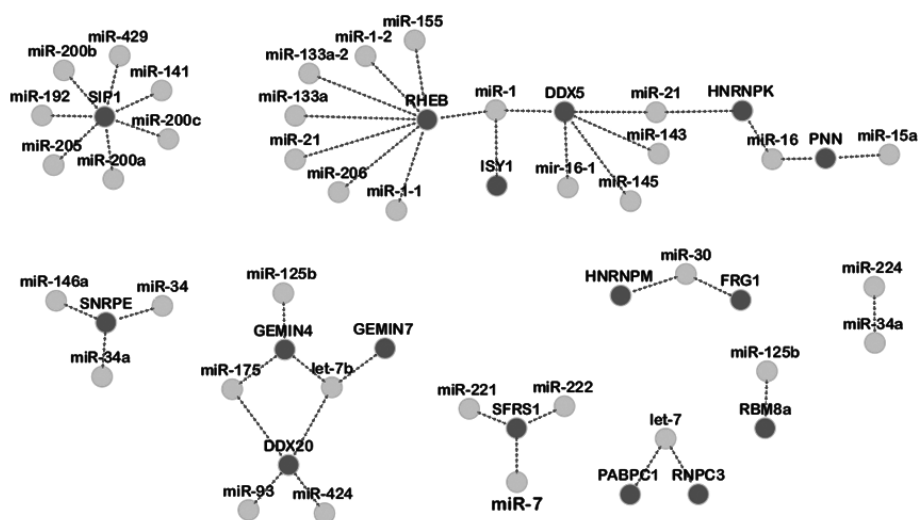 miR-200b
miR-429
miR-141
miR-192
SIP1
miR-200c
miR-205
miR-200a
miR-155
miR-1-2
miR-133a-2
miR-133a
RHEB
miR-1
DDX5
miR-21
HNRNPK
miR-21
miR-143
miR-16
PNN
miR-15a
miR-206
miR-1-1
ISY1
mir-16-1
miR-145
miR-146a
SNRPE
miR-34
miR-34a
miR-125b
GEMIN4
GEMIN7
miR-175
let-7b
DDX20
miR-93
miR-424
miR-30
HNRNPM
FRG1
miR-224
miR-34a
miR-125b
RBM8a
miR-221
miR-222
SFRS1
miR-7
let-7
PABPC1
RNPC3